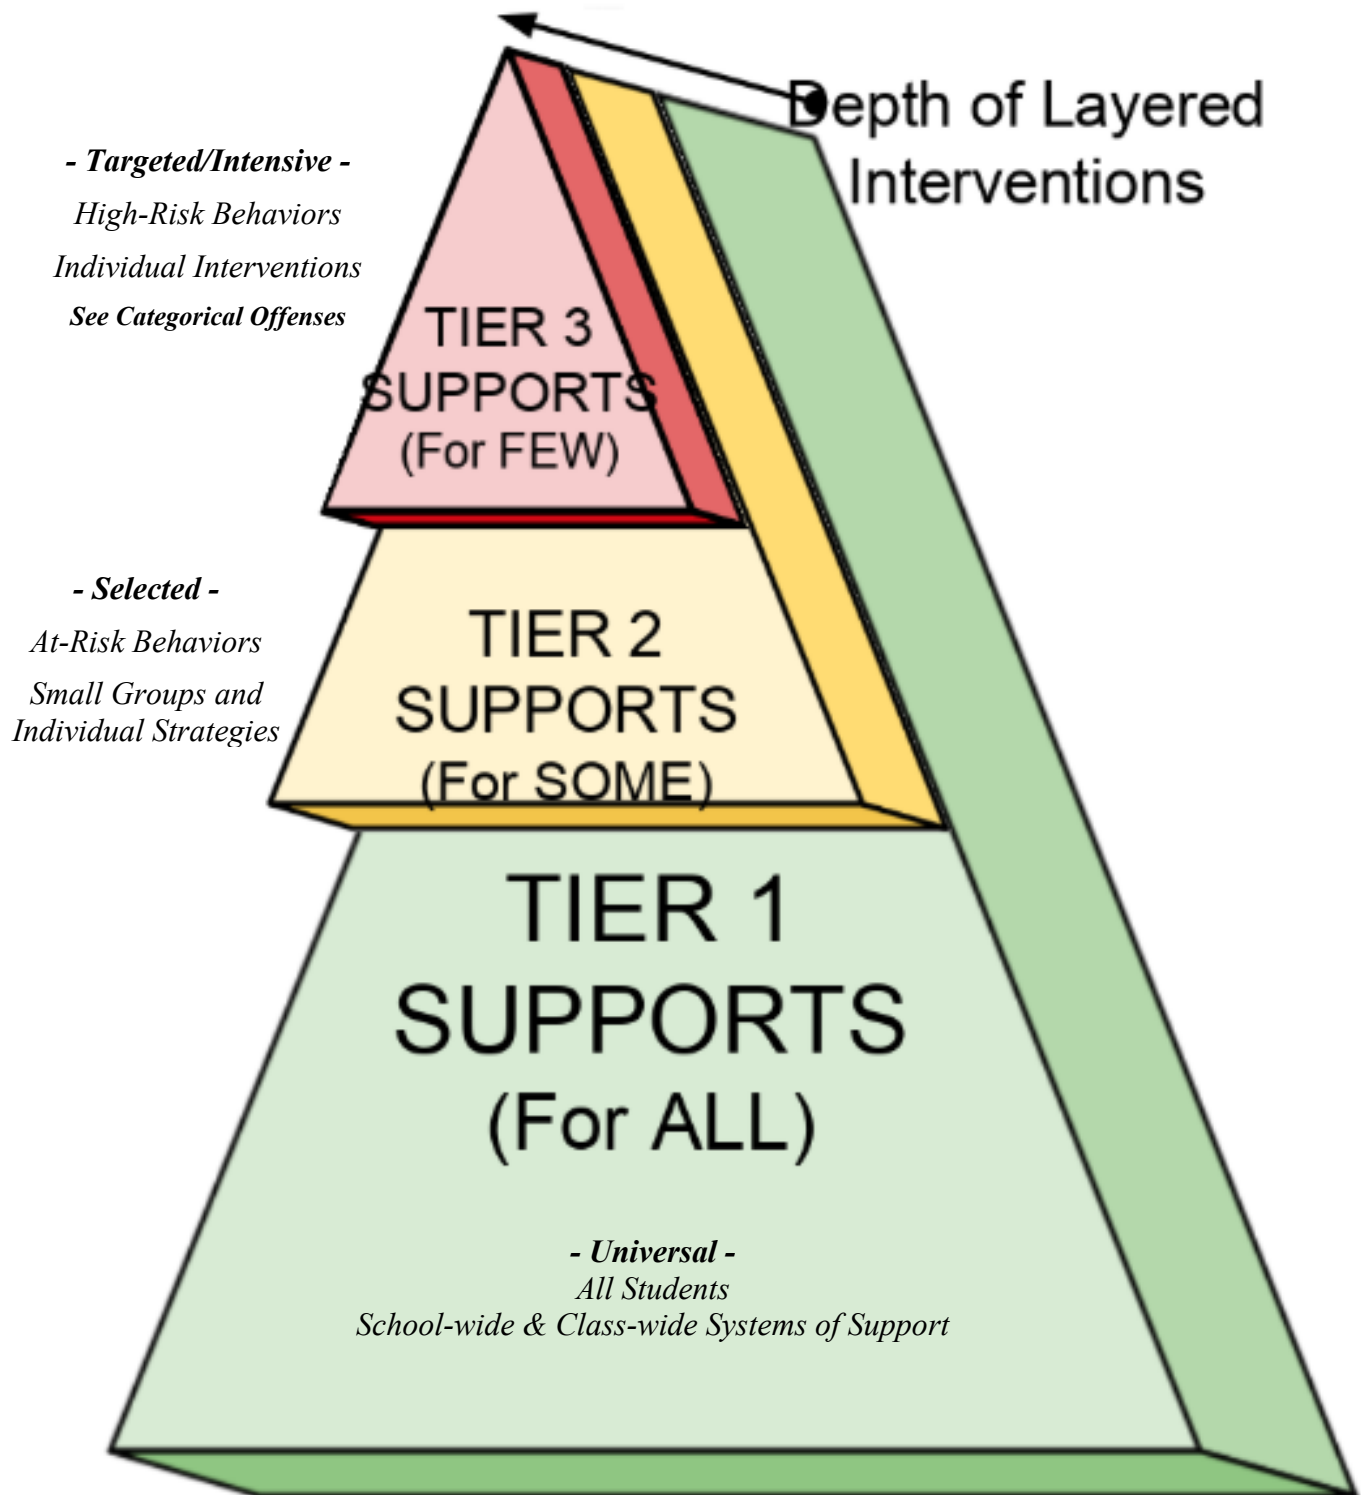 Depth of Layered
Interventions
- Targeted/Intensive -
High-Risk Behaviors
Individual Interventions
See Categorical Offenses
TIER 3
SUPPORTS
(For FEW)
- Selected -
At-Risk Behaviors
Small Groups and
Individual Strategies
TIER 2
SUPPORTS
(For SOME)
TIER 1
SUPPORTS
(For ALL)
- Universal -
All Students
School-wide & Class-wide Systems of Support